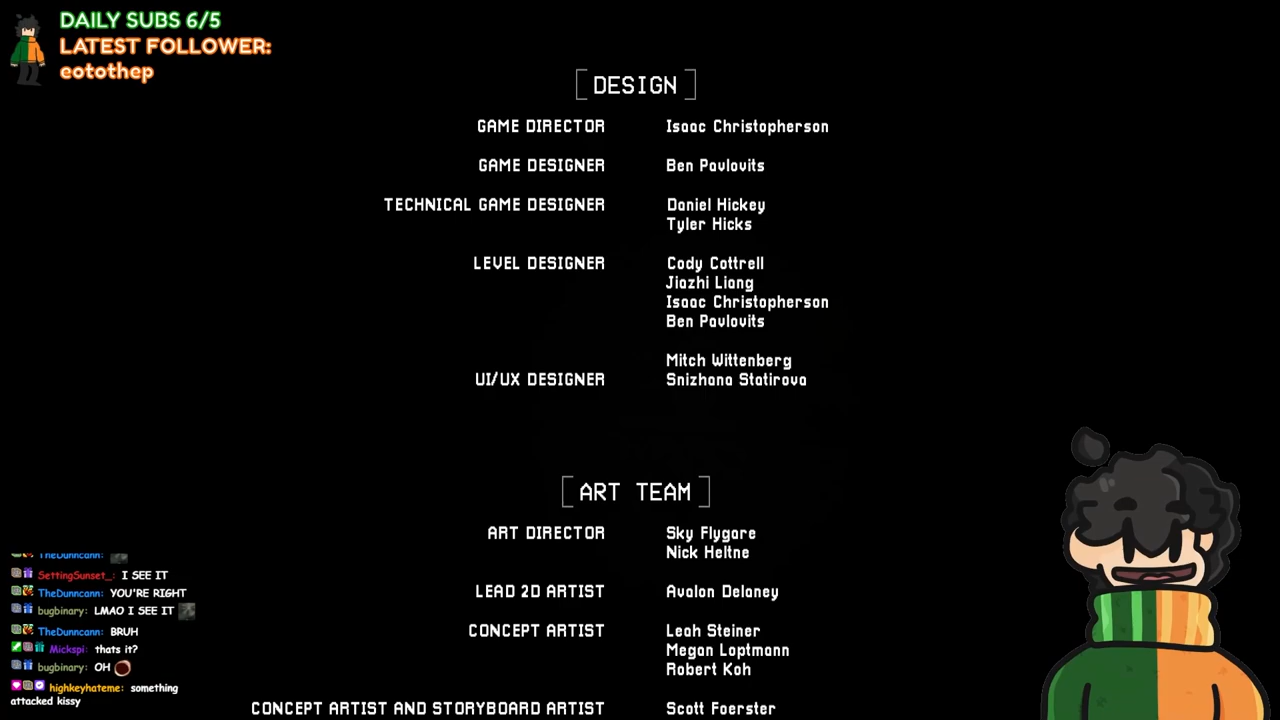 DAILY SUBS 6/5
LATEST FOLLOWER:
eotothep
[DESIGN]
GAME DIRECTOR Isaac Christopherson
GAME DESIGNER Ben Pavlovits
TECHNICAL GAME DESIGNER Daniel Hickey
Tyler Hicks
LEVEL DESIGNER Cody Cottrell
Jiazhi Liang
Isaac Christopherson
Ben Pavlovits
Mitch Wittenberg
UI/UX DESIGNER Snizhana Statirova
[ART TEAM]
ART DIRECTOR Sky Flygare
Nick Heltne
LEAD 2D ARTIST Avalon Delaney
CONCEPT ARTIST Leah Steiner
Megan Laptmann
Robert Koh
CONCEPT ARTIST AND STORYBOARD ARTIST Scott Foerster
TheDunncann:
SettingSunset_: I SEE IT
TheDunncann: YOU'RE RIGHT
bugbinary: LMAO I SEE IT
TheDunncann: BRUH
Mickspi: thats it?
bugbinary: OH
highkeyhateme: something
attacked kissy